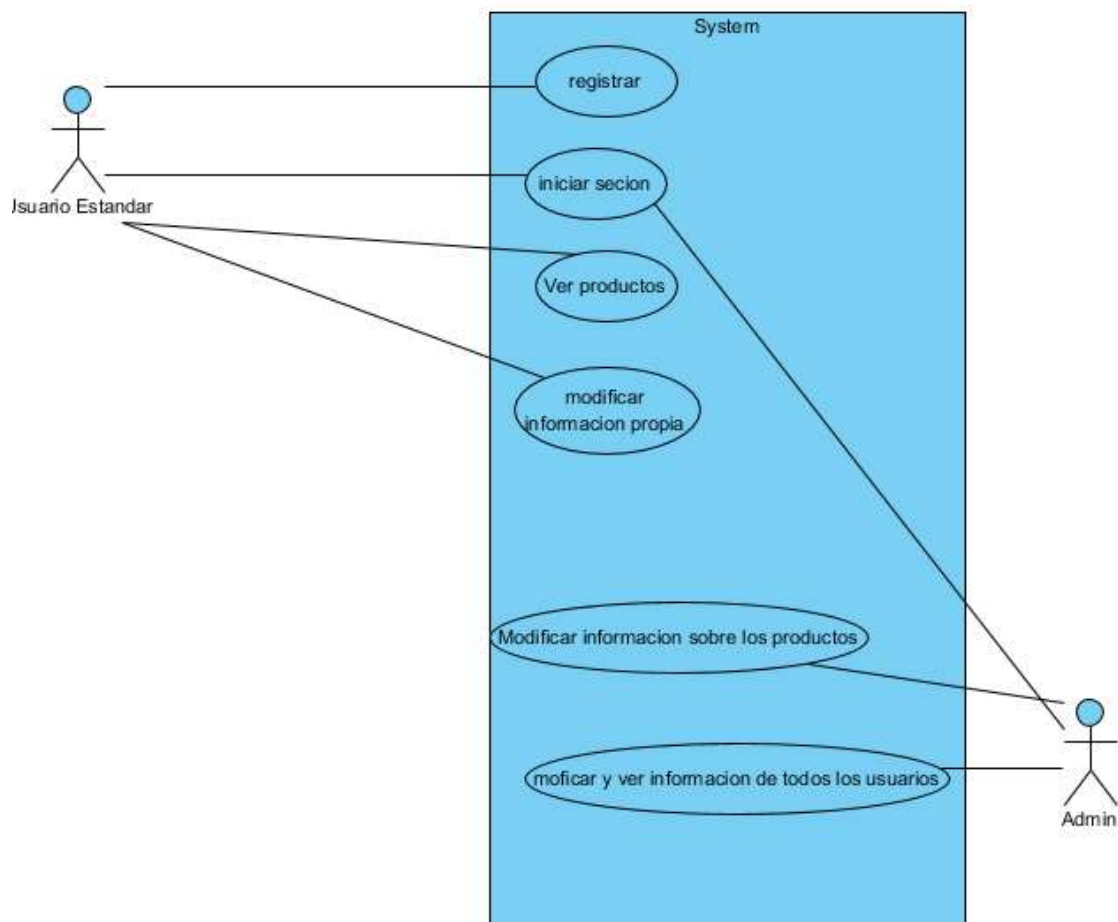 System
registrar
iniciar secion
Usuario Estandar
Ver productos
modificar
informacion propia
Modificar informacion sobre los productos
moficar y ver informacion de todos los usuarios
Admin